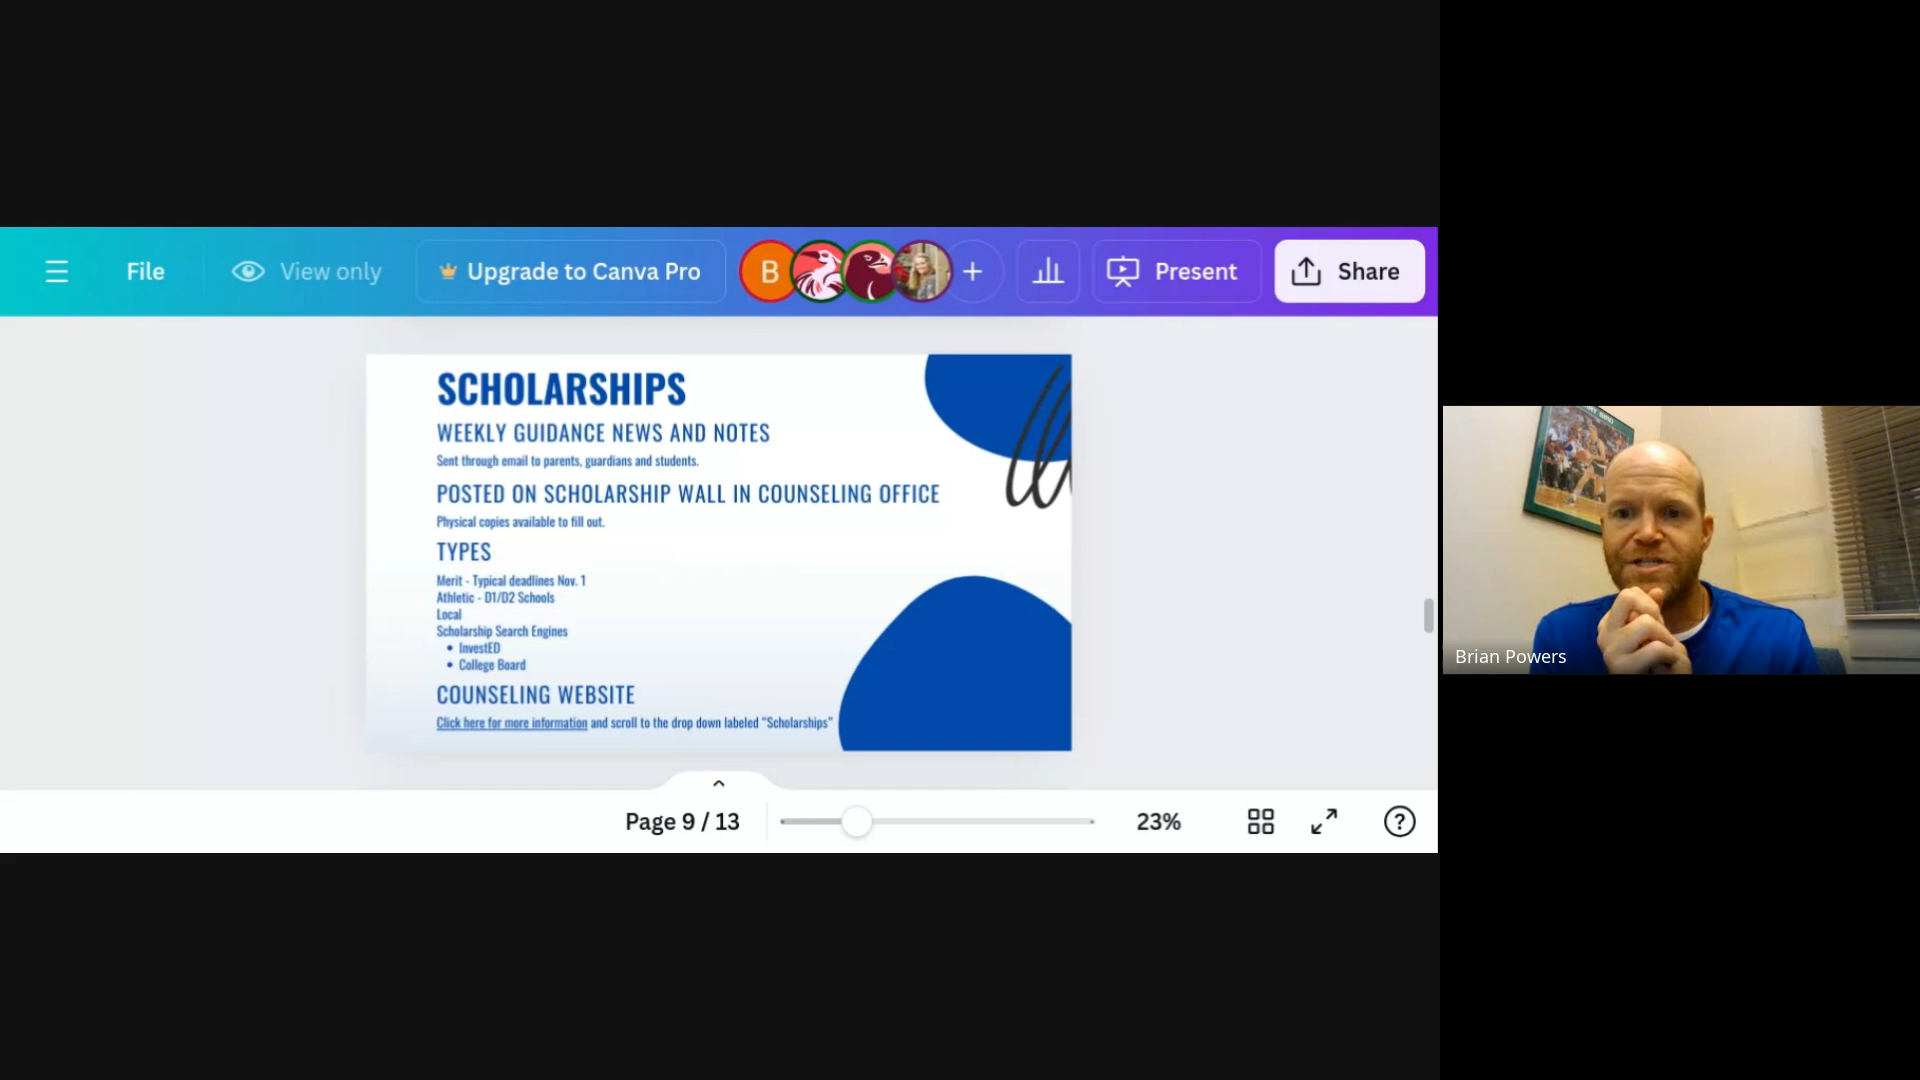 File
View only
Upgrade to Canva Pro
B
Present
Share
SCHOLARSHIPS
WEEKLY GUIDANCE NEWS AND NOTES
Sent through email to parents, guardians and students.
POSTED ON SCHOLARSHIP WALL IN COUNSELING OFFICE
Physical copies available to fill out.
TYPES
Merit - Typical deadlines Nov. 1
Athletic - D1/D2 Schools
Local
Scholarship Search Engines
• InvestED
• College Board
COUNSELING WEBSITE
Click here for more information and scroll to the drop down labeled "Scholarships"
Page 9 / 13
23%
?
Brian Powers